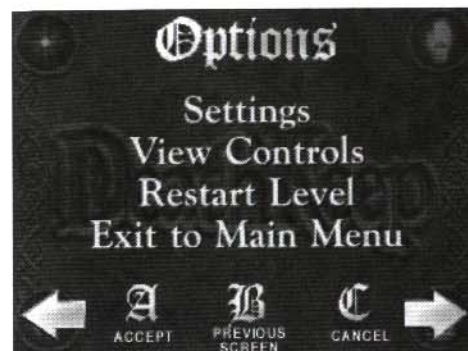 Options
Settings
View Controls
Restart Level
Exit to Main Menu
A B C
ACCEPT PREVIOUS SCREEN CANCEL